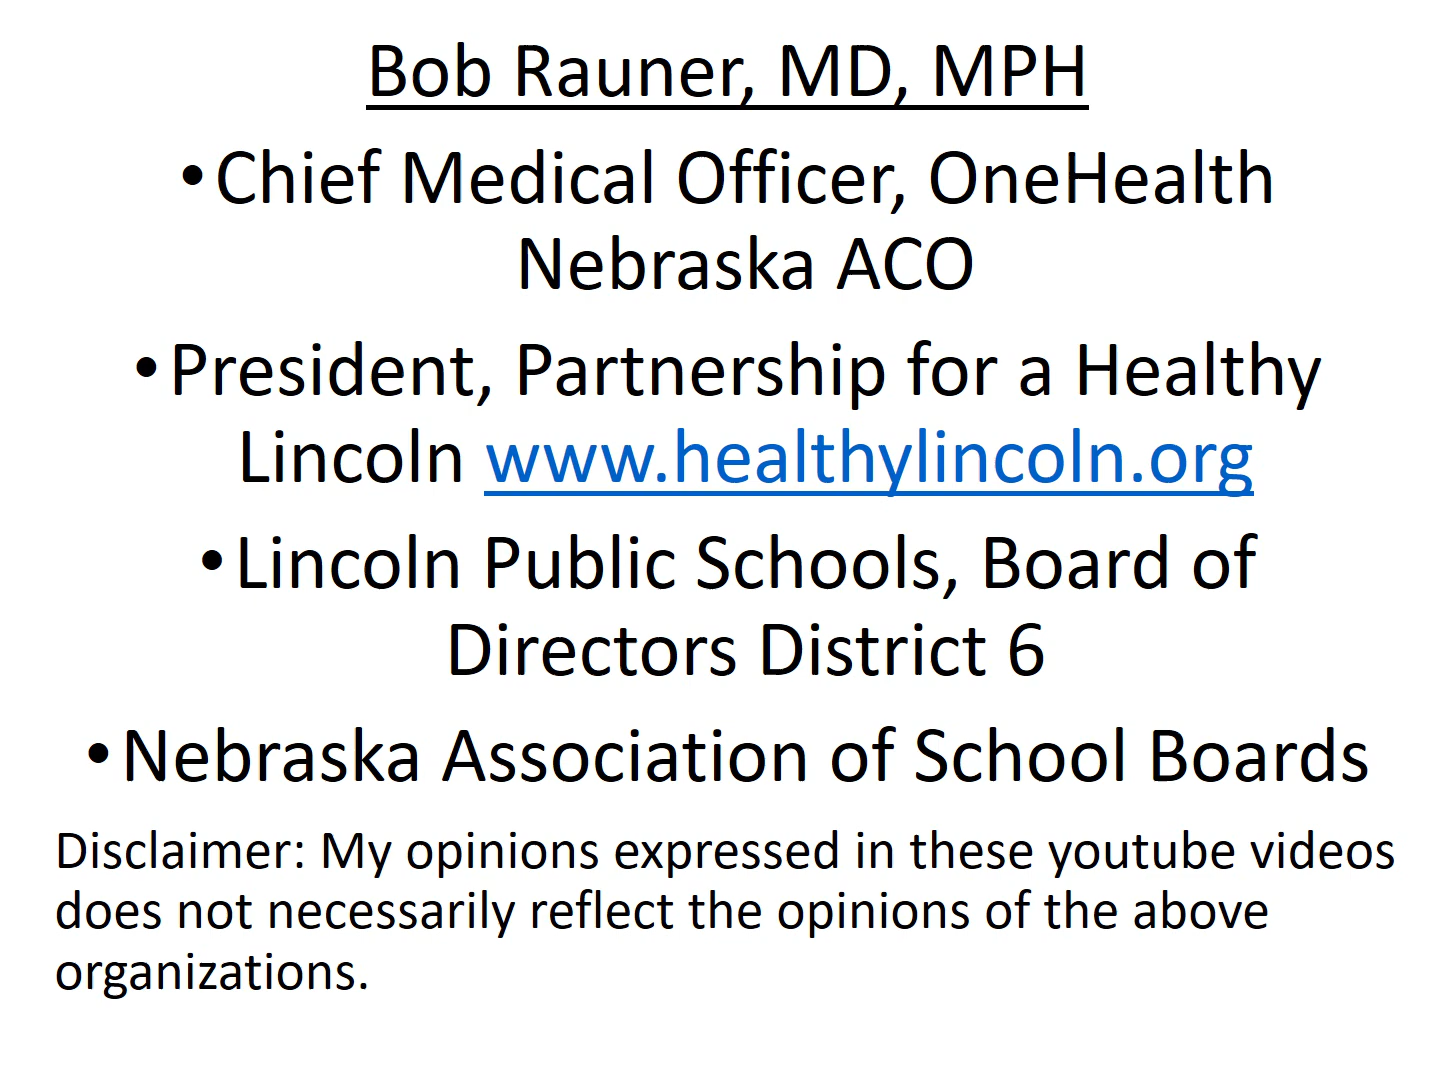 Bob Rauner, MD, MPH
•Chief Medical Officer, OneHealth
Nebraska ACO
•President, Partnership for a Healthy
Lincoln www.healthylincoln.org
•Lincoln Public Schools, Board of
Directors District 6
•Nebraska Association of School Boards
Disclaimer: My opinions expressed in these youtube videos
does not necessarily reflect the opinions of the above
organizations.